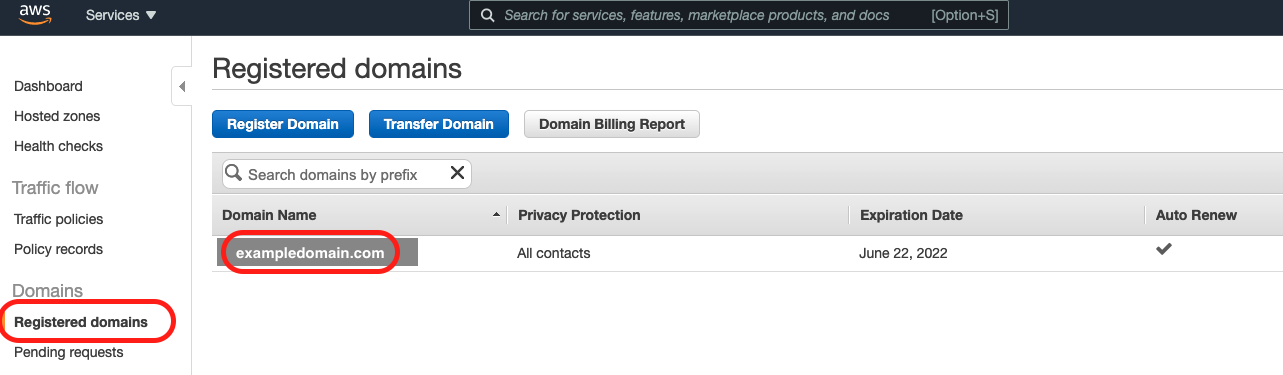 aws
Services
Search for services, features, marketplace products, and docs [Option+S]
Dashboard
Hosted zones
Health checks
Traffic flow
Traffic policies
Policy records
Domains
Registered domains
Pending requests
Registered domains
Register Domain Transfer Domain Domain Billing Report
Search domains by prefix
Domain Name Privacy Protection Expiration Date Auto Renew
exampledomain.com All contacts June 22, 2022